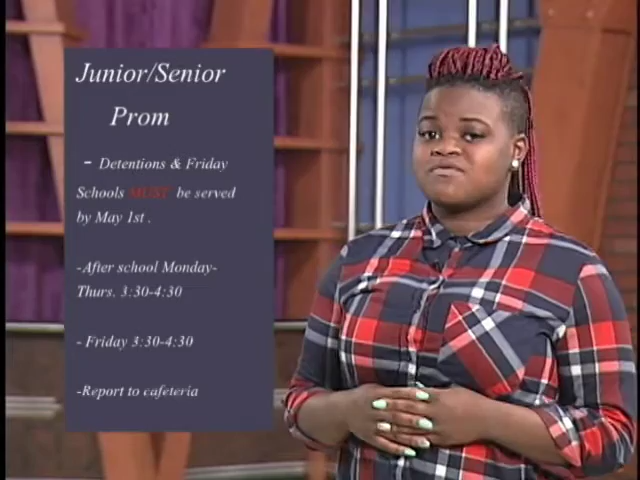 Junior/Senior
Prom
- Detentions & Friday
Schools MUST be served
by May 1st .
-After school Monday-
Thurs. 3:30-4:30
- Friday 3:30-4:30
-Report to cafeteria